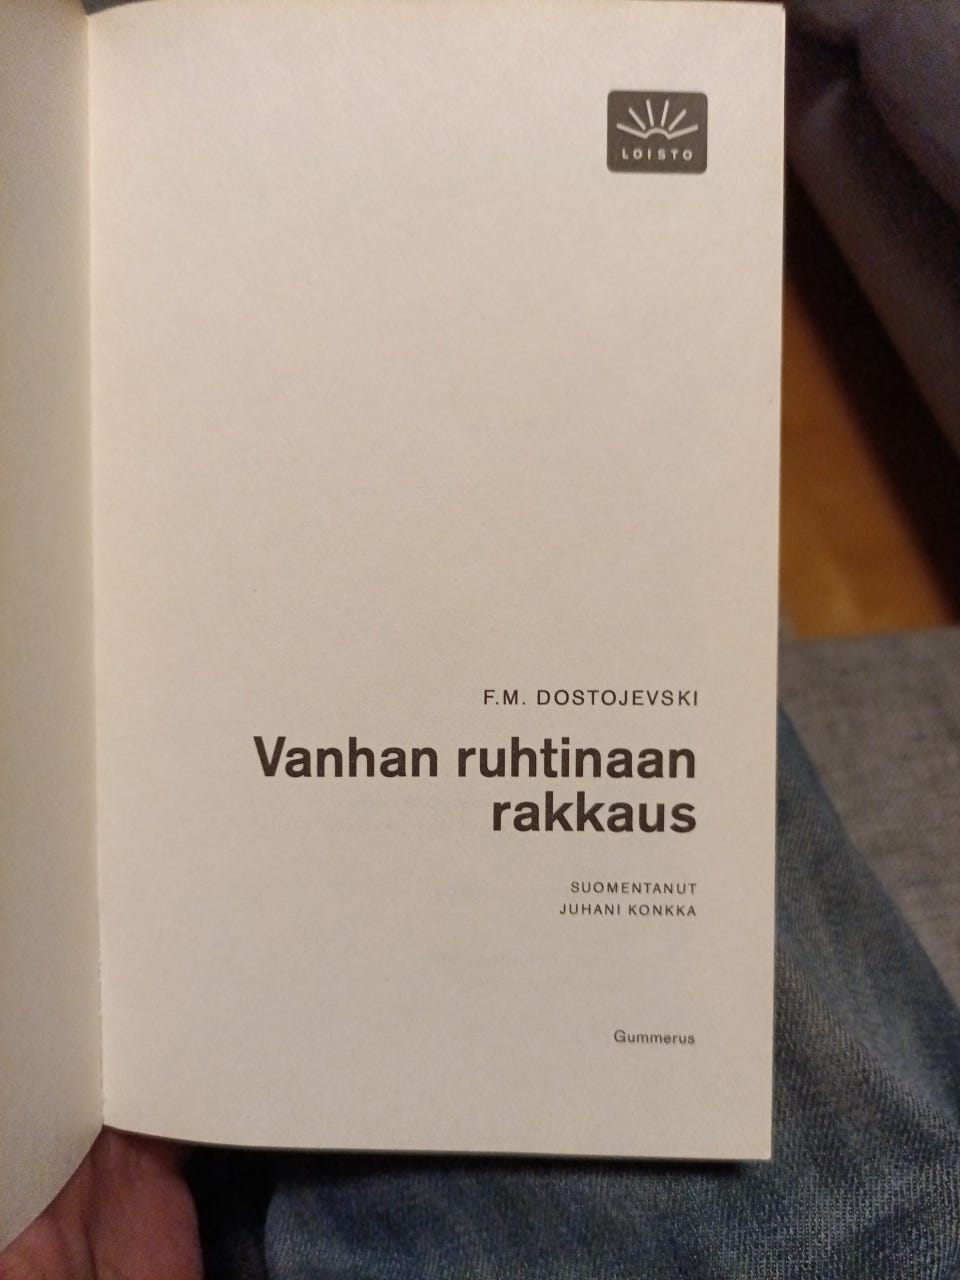 LOISTO
F.M. DOSTOJEVSKI
Vanhan ruhtinaan
rakkaus
SUOMENTANUT
JUHANI KONKKA
Gummerus